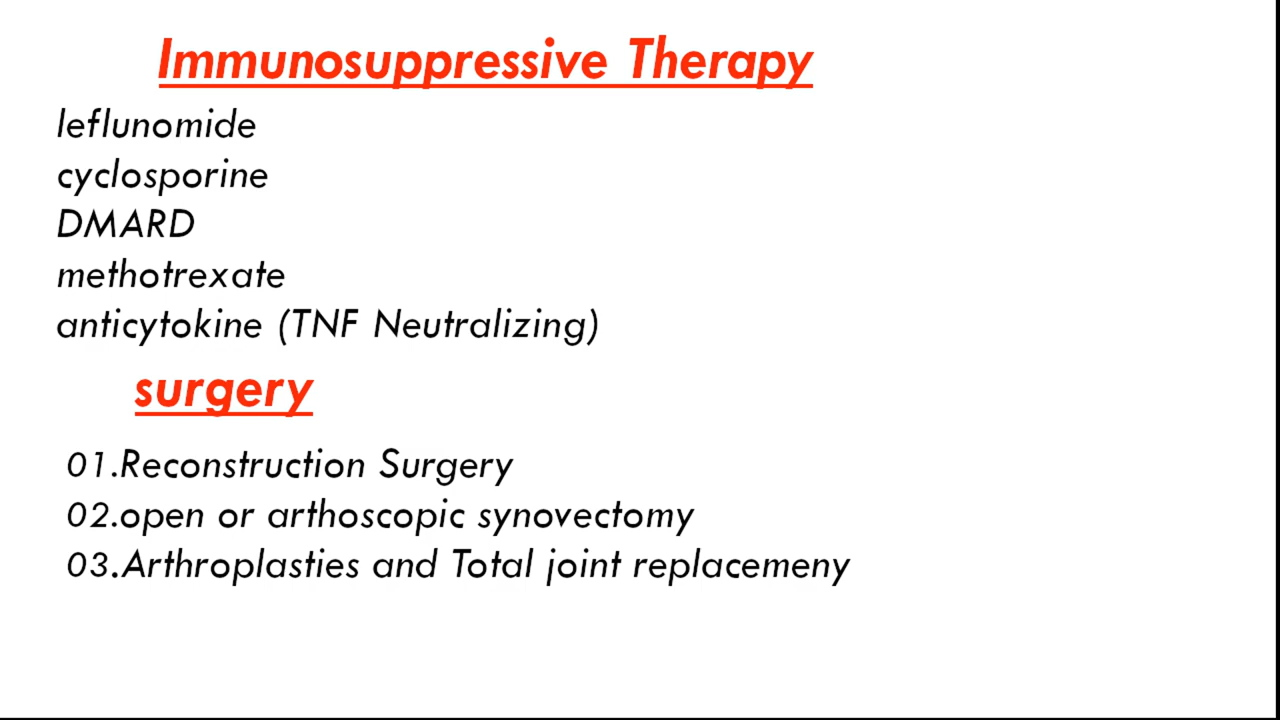 Immunosuppressive Therapy
leflunomide
cyclosporine
DMARD
methotrexate
anticytokine (TNF Neutralizing)
surgery
01.Reconstruction Surgery
02.open or arthoscopic synovectomy
03.Arthroplasties and Total joint replacemeny